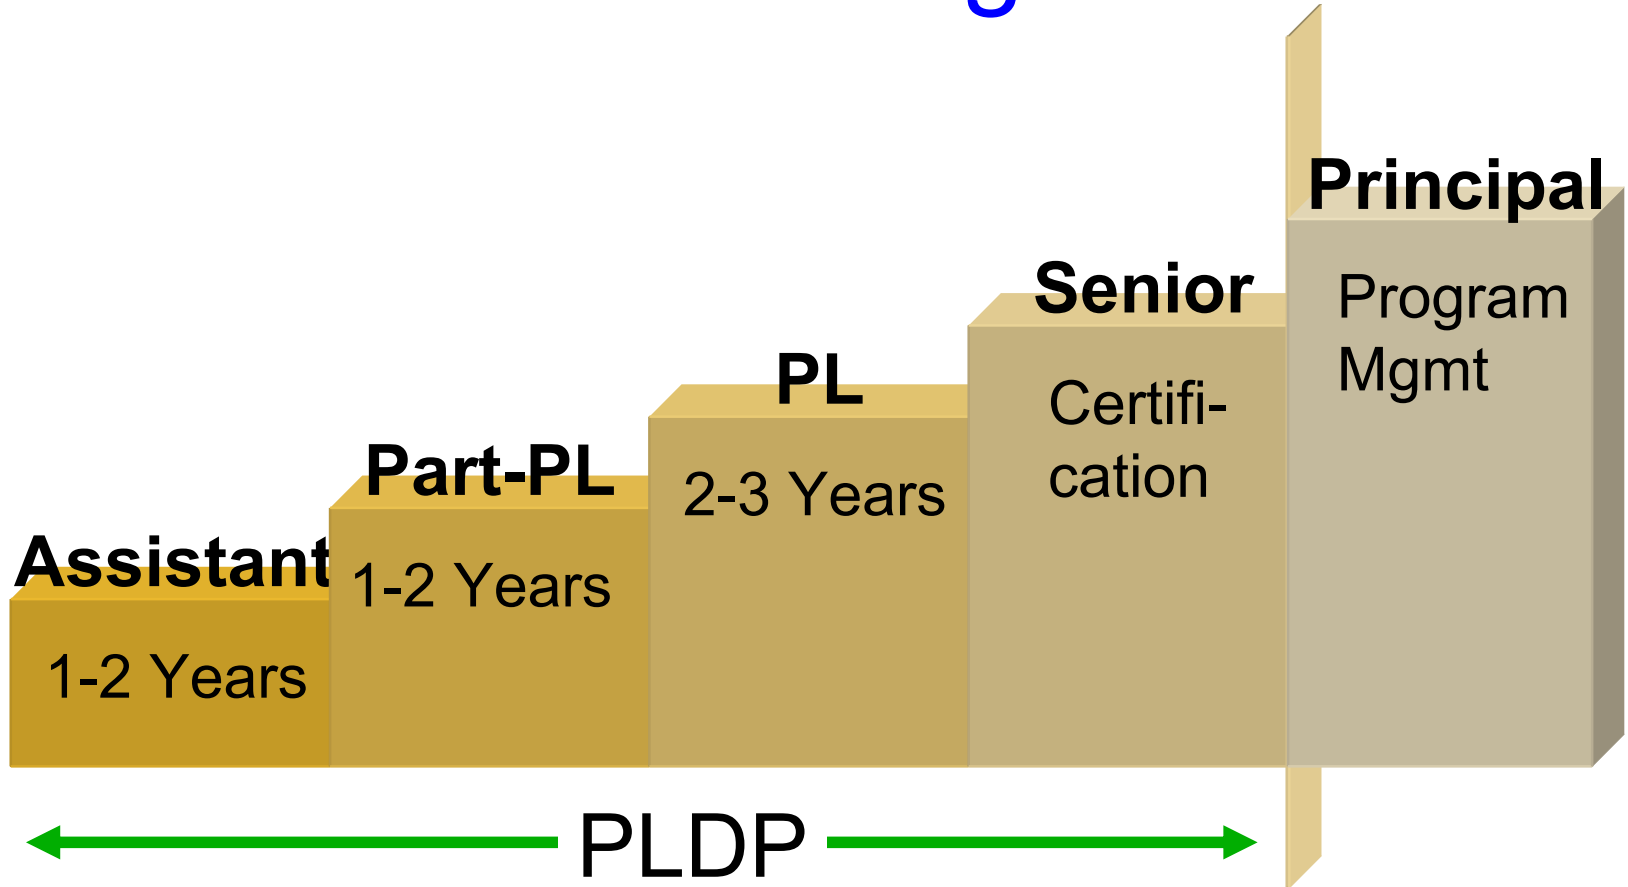 Principal
Senior
Program
Mgmt
PL
Certifi-
cation
Part-PL
2-3 Years
Assistant
1-2 Years
1-2 Years
PLDP